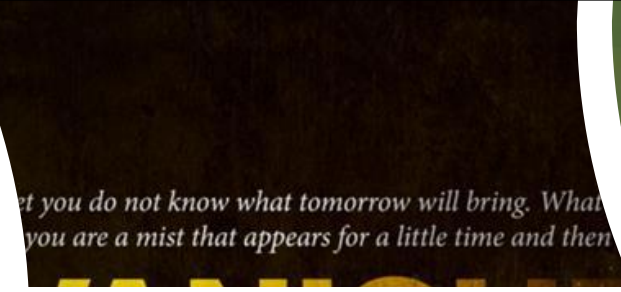 you do not know what tomorrow will bring. What
you are a mist that appears for a little time and then